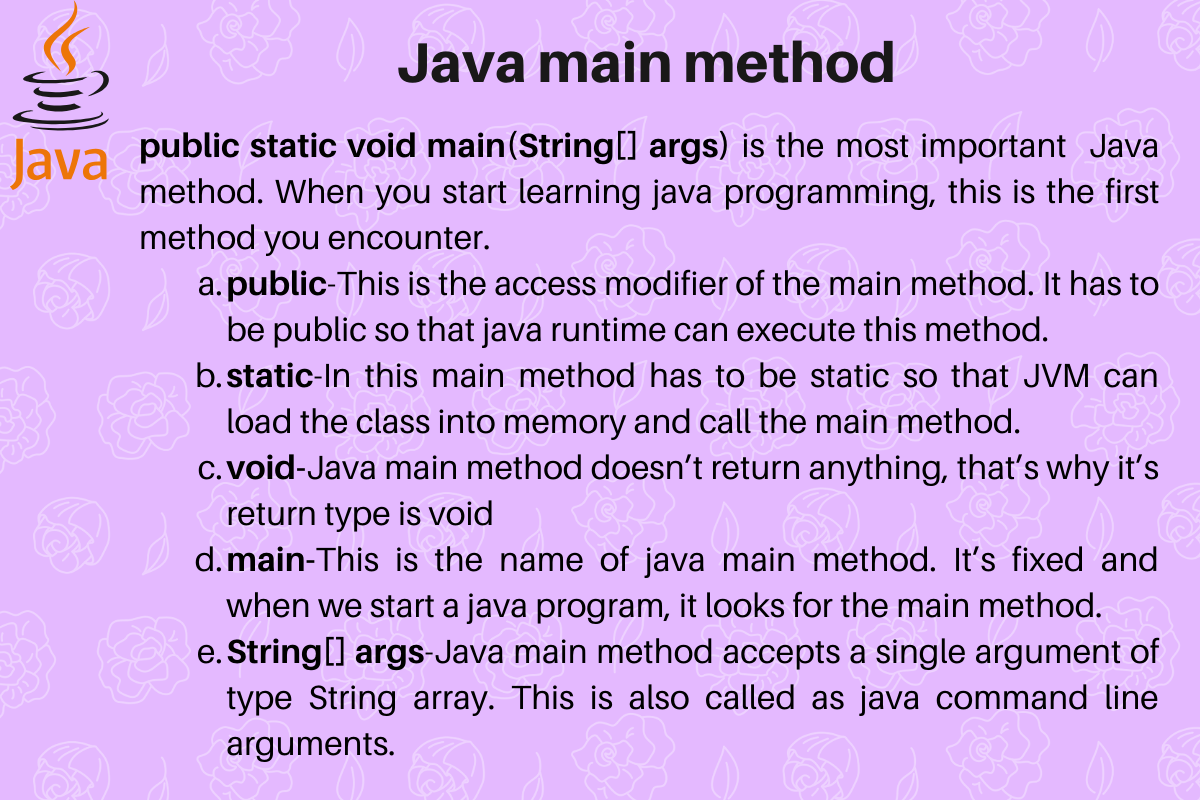 Java
Java main method
public static void main(String[] args) is the most important Java
method. When you start learning java programming, this is the first
method you encounter.
a. public-This is the access modifier of the main method. It has to
be public so that java runtime can execute this method.
b. static-In this main method has to be static so that JVM can
load the class into memory and call the main method.
c. void-Java main method doesn’t return anything, that’s why it’s
return type is void
d. main-This is the name of java main method. It’s fixed and
when we start a java program, it looks for the main method.
e. String[] args-Java main method accepts a single argument of
type String array. This is also called as java command line
arguments.